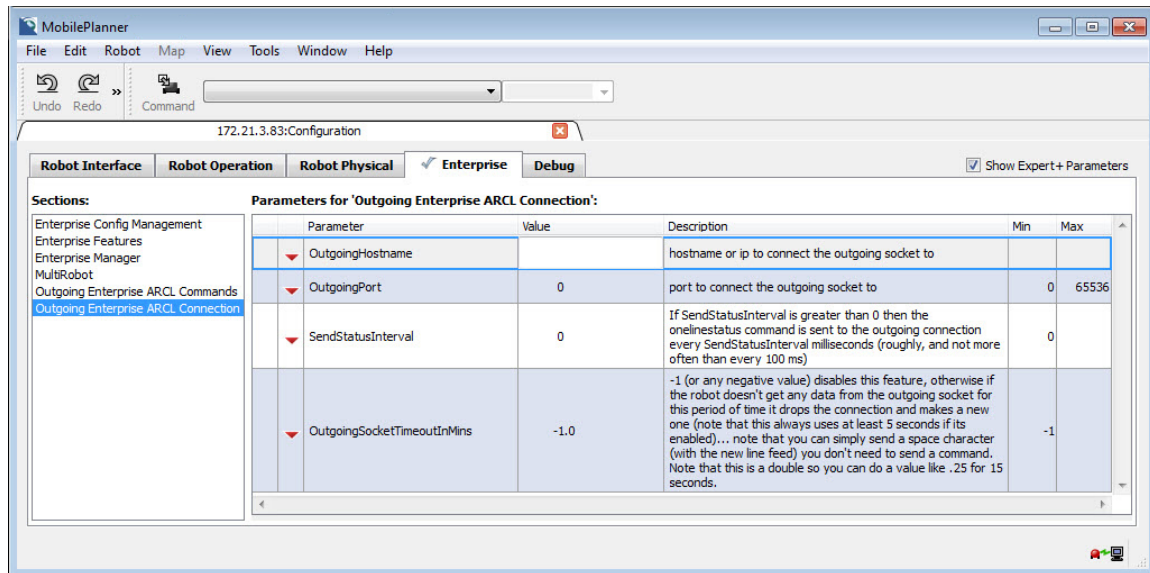 MobilePlanner
File Edit Robot Map View Tools Window Help
Undo Redo » Command
172.21.3.83:Configuration
Robot Interface Robot Operation Robot Physical Enterprise Debug Show Expert+ Parameters
Sections:
Enterprise Config Management
Enterprise Features
Enterprise Manager
MultiRobot
Outgoing Enterprise ARCL Commands
Outgoing Enterprise ARCL Connection
Parameters for 'Outgoing Enterprise ARCL Connection':
Parameter Value Description Min Max
OutgoingHostname hostname or ip to connect the outgoing socket to
OutgoingPort 0 port to connect the outgoing socket to 0 65536
SendStatusInterval 0
If SendStatusInterval is greater than 0 then the
onelinestatus command is sent to the outgoing connection
every SendStatusInterval milliseconds (roughly, and not more
often than every 100 ms)
0
OutgoingSocketTimeoutInMins -1.0
-1 (or any negative value) disables this feature, otherwise if
the robot doesn't get any data from the outgoing socket for
this period of time it drops the connection and makes a new
one (note that this always uses at least 5 seconds if its
enabled)... note that you can simply send a space character
(with the new line feed) you don't need to send a command.
Note that this is a double so you can do a value like .25 for 15
seconds.
-1